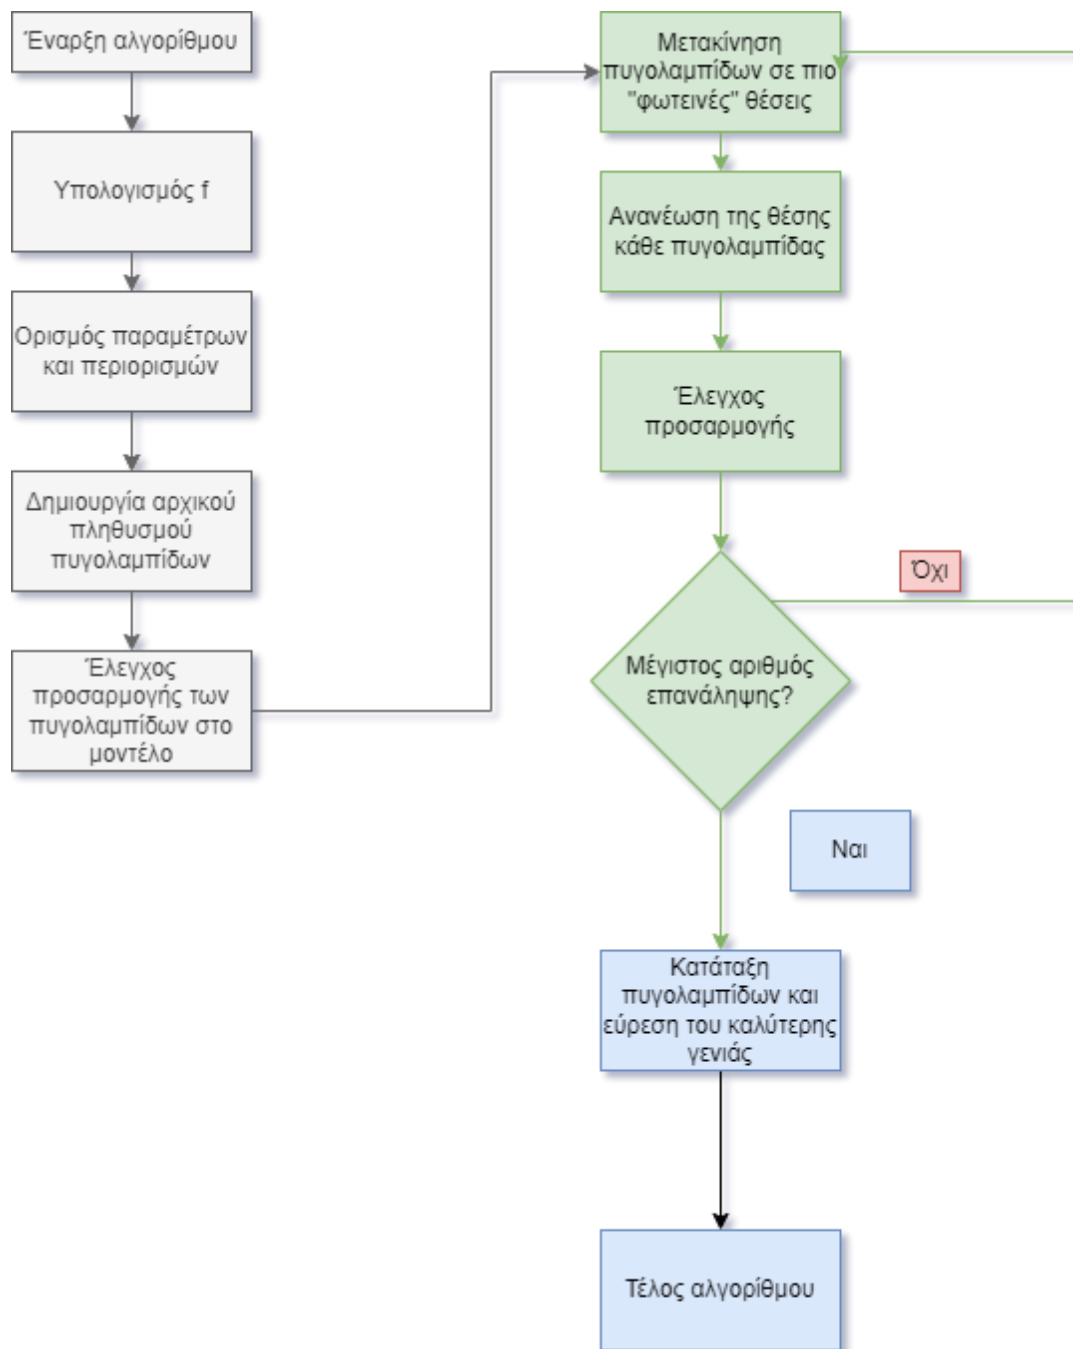 Έναρξη αλγορίθμου
Υπολογισμός f
Ορισμός παραμέτρων
και περιορισμών
Δημιουργία αρχικού
πληθυσμού
πυγολαμπίδων
Έλεγχος
προσαρμογής των
πυγολαμπίδων στο
μοντέλο
Μετακίνηση
πυγολαμπίδων σε πιο
"φωτεινές" θέσεις
Ανανέωση της θέσης
κάθε πυγολαμπίδας
Έλεγχος
προσαρμογής
Όχι
Μέγιστος αριθμός
επανάληψης?
Ναι
Κατάταξη
πυγολαμπίδων και
εύρεση του καλύτερης
γενιάς
Τέλος αλγορίθμου